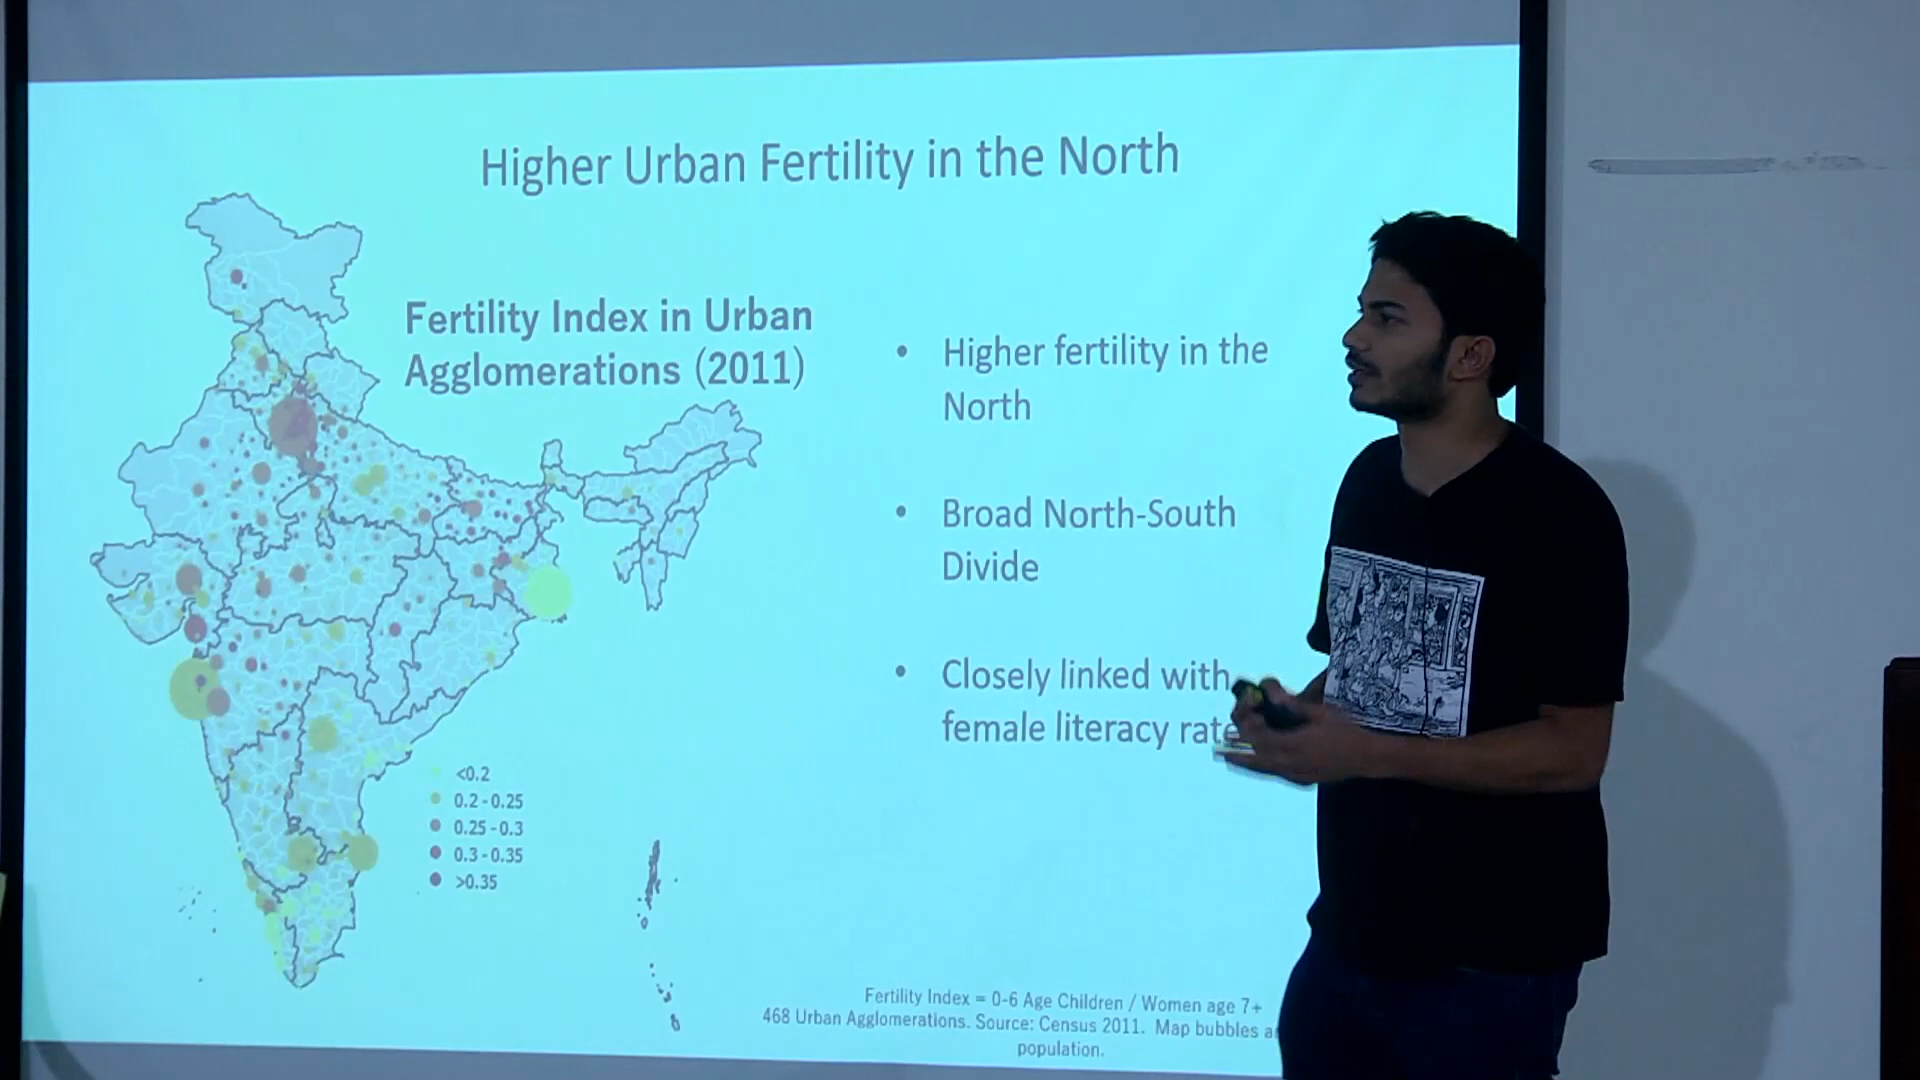 Higher Urban Fertility in the North
Fertility Index in Urban
Agglomerations (2011)
• Higher fertility in the
North
• Broad North-South
Divide
• Closely linked with
female literacy rate
<0.2
0.2 - 0.25
0.25 - 0.3
0.3 - 0.35
>0.35
Fertility Index = 0-6 Age Children / Women age 7+
468 Urban Agglomerations. Source: Census 2011. Map bubbles
population.